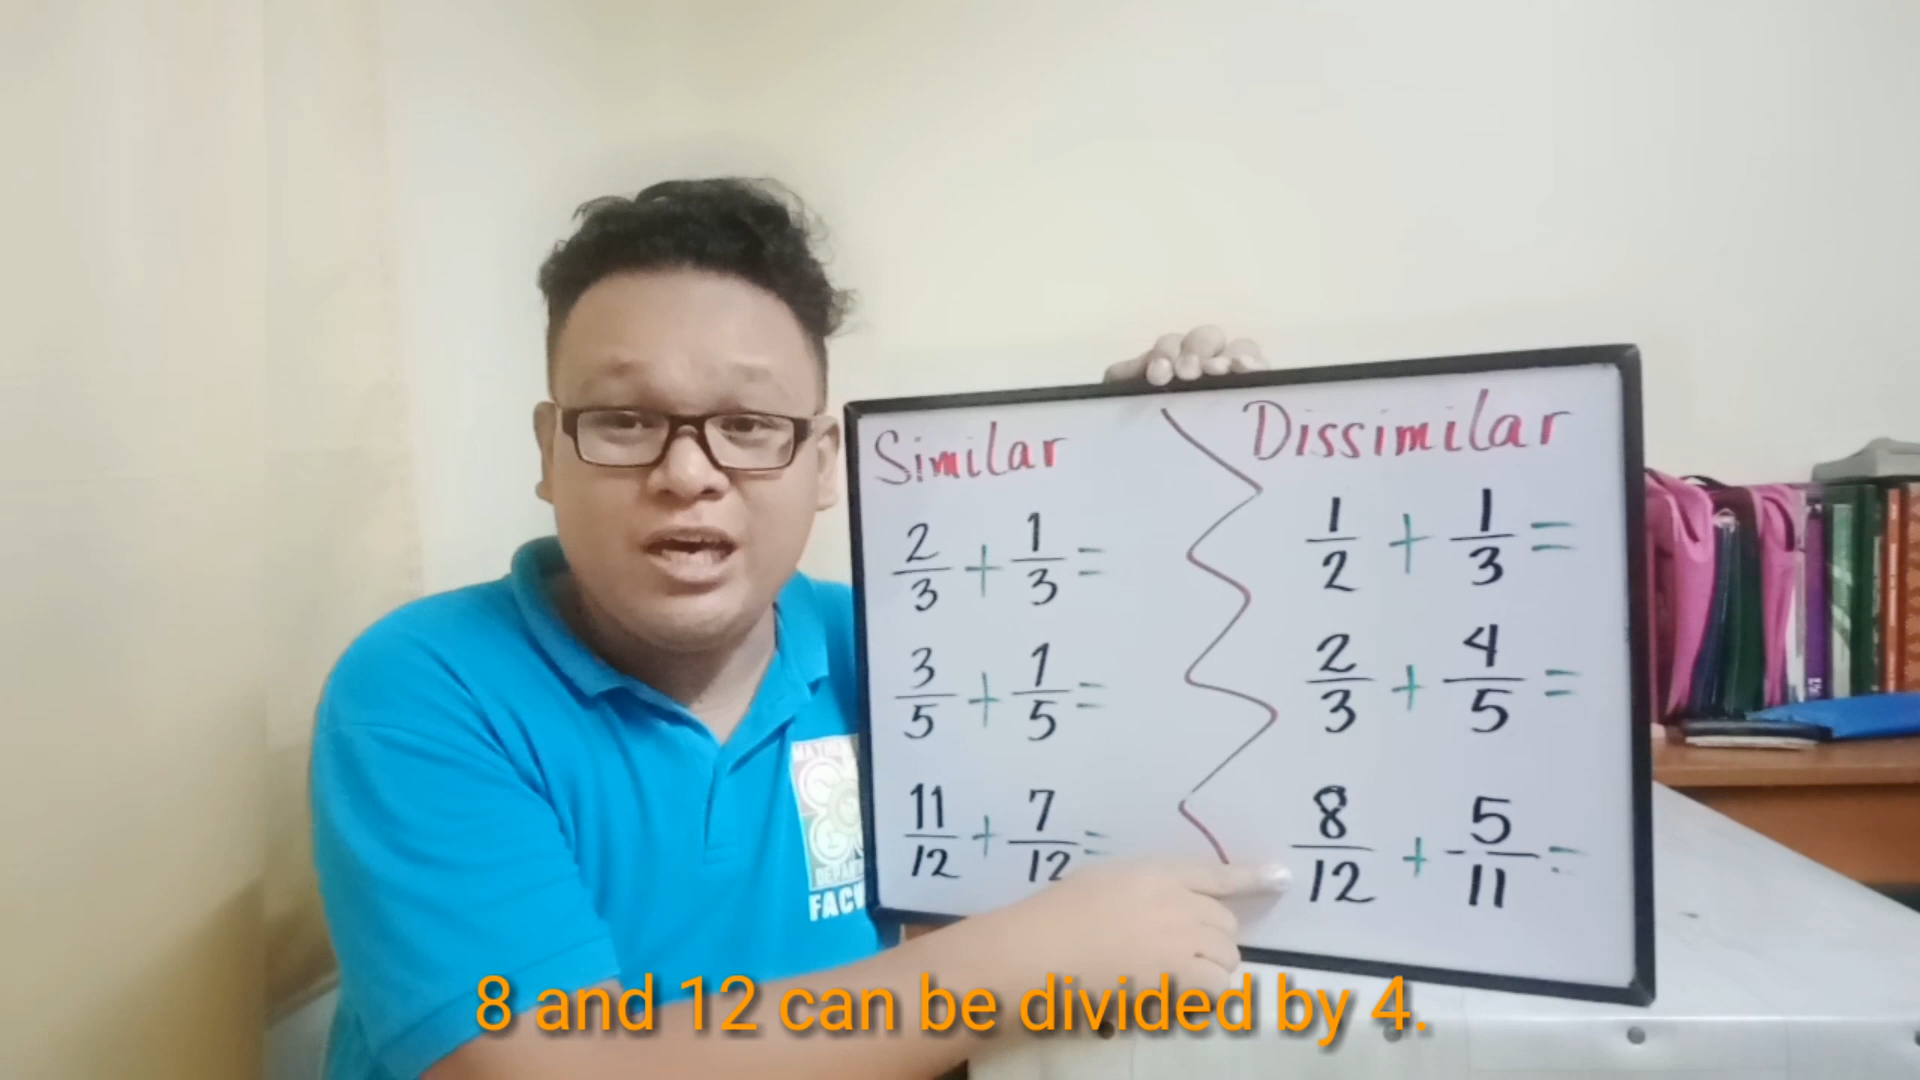 Similar
2/3 + 1/3 =
3/5 + 1/5 =
11/12 + 7/12 =
Dissimilar
1/2 + 1/3 =
2/3 + 4/5 =
8/12 + 5/11 =
FACU
8 and 12 can be divided by 4.